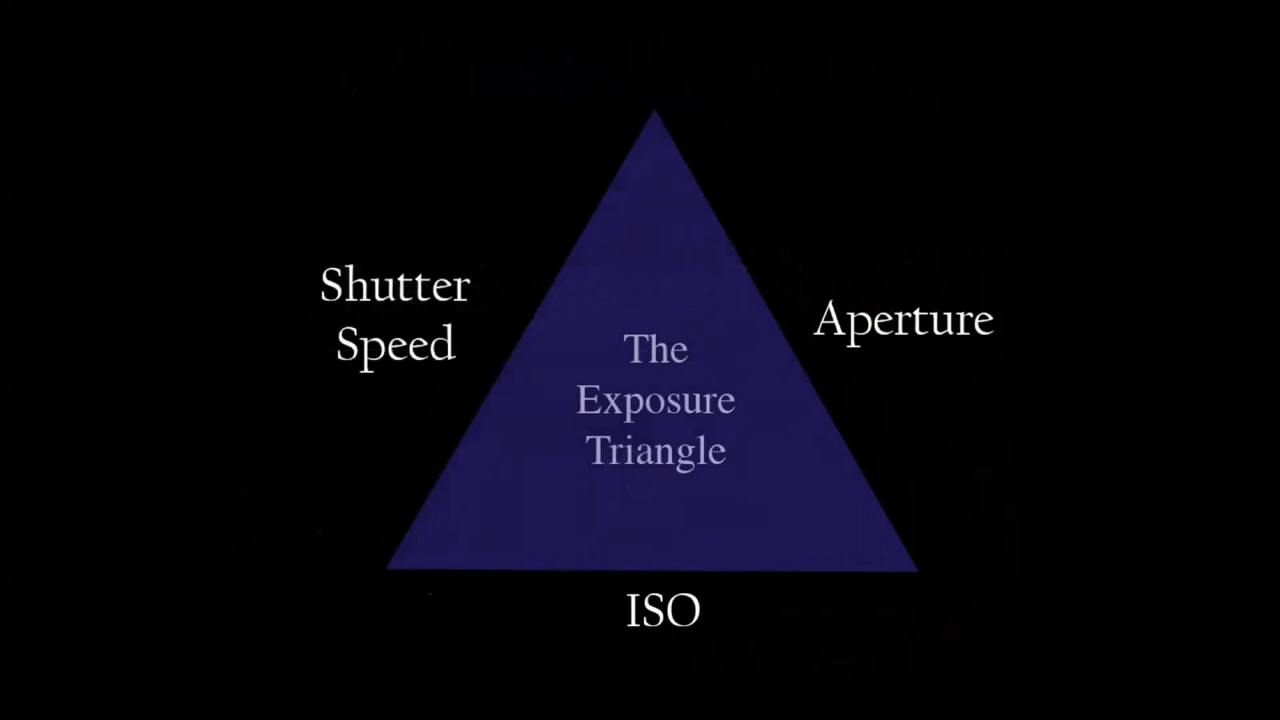 Shutter
Speed
Aperture
The
Exposure
Triangle
ISO